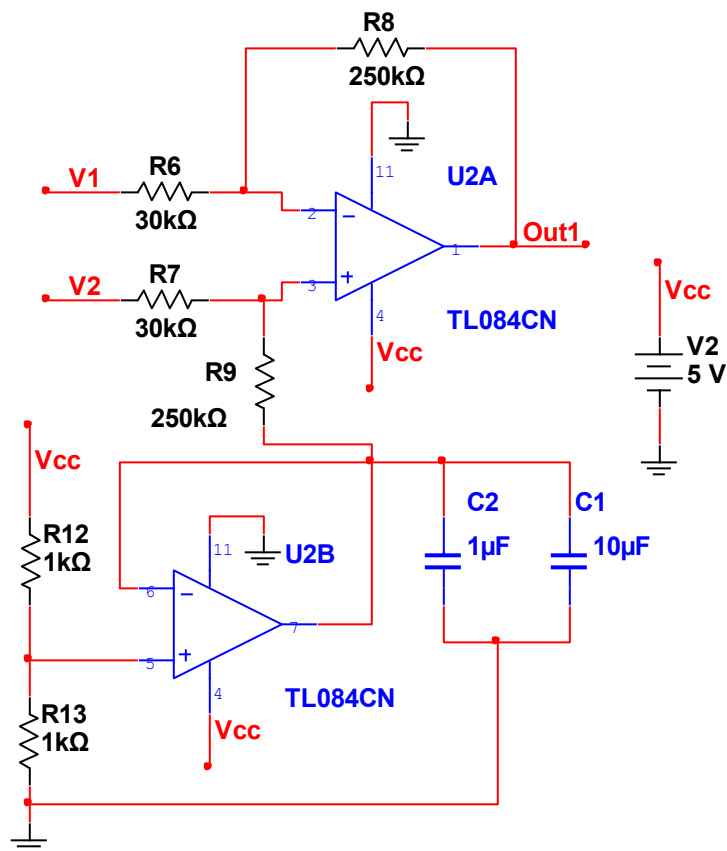 R8
250kΩ
11
U2A
V1
R6
30kΩ
2
1
Out1
V2
R7
30kΩ
3
4
TL084CN
Vcc
Vcc
V2
5 V
R9
250kΩ
Vcc
R12
1kΩ
11
U2B
C2
1µF
C1
10µF
6
7
5
4
TL084CN
R13
1kΩ
Vcc